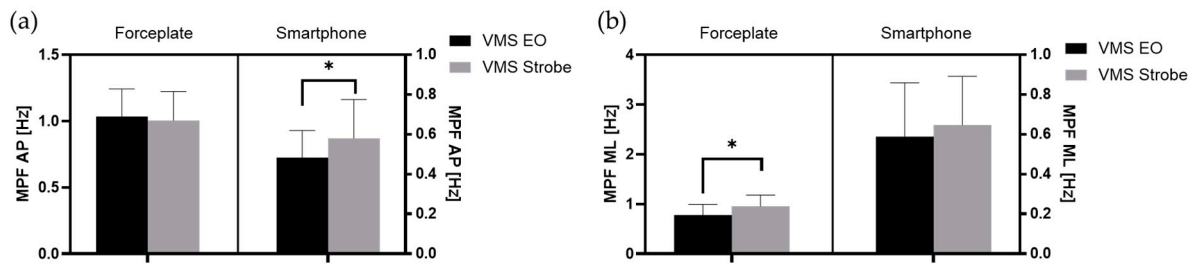 (a)
Forceplate
Smartphone
VMS EO
VMS Strobe
MPF AP [Hz]
1.5
1.0
0.5
0.0
*
1.0
0.8
0.6
0.4
0.2
0.0
MPF AP
[Hz]
(b)
Forceplate
Smartphone
VMS EO
VMS Strobe
MPF ML [Hz]
4
3
2
1
0
*
1.0
0.8
0.6
0.4
0.2
0.0
MPF ML [Hz]